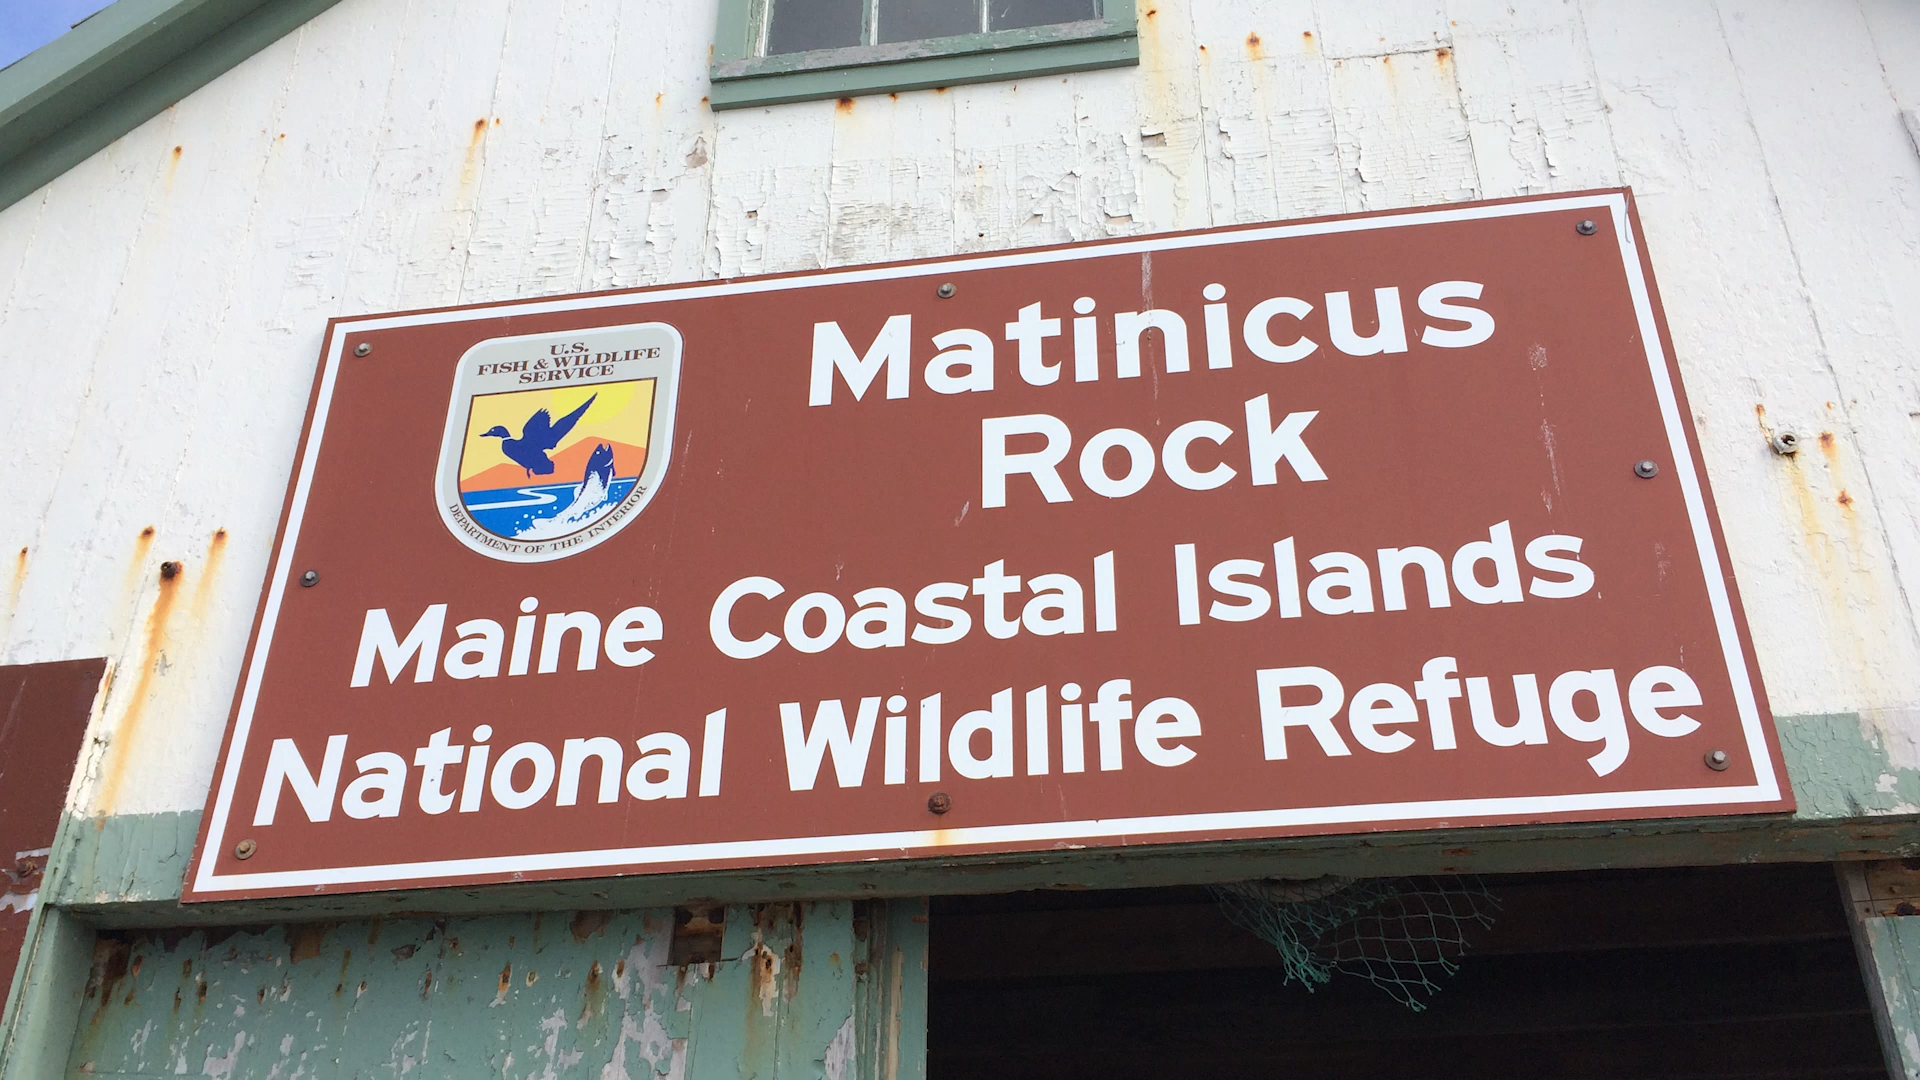 U.S.
FISH & WILDLIFE
SERVICE
DEPARTMENT OF THE INTERIOR
Matinicus
Rock
Maine Coastal Islands
National Wildlife Refuge